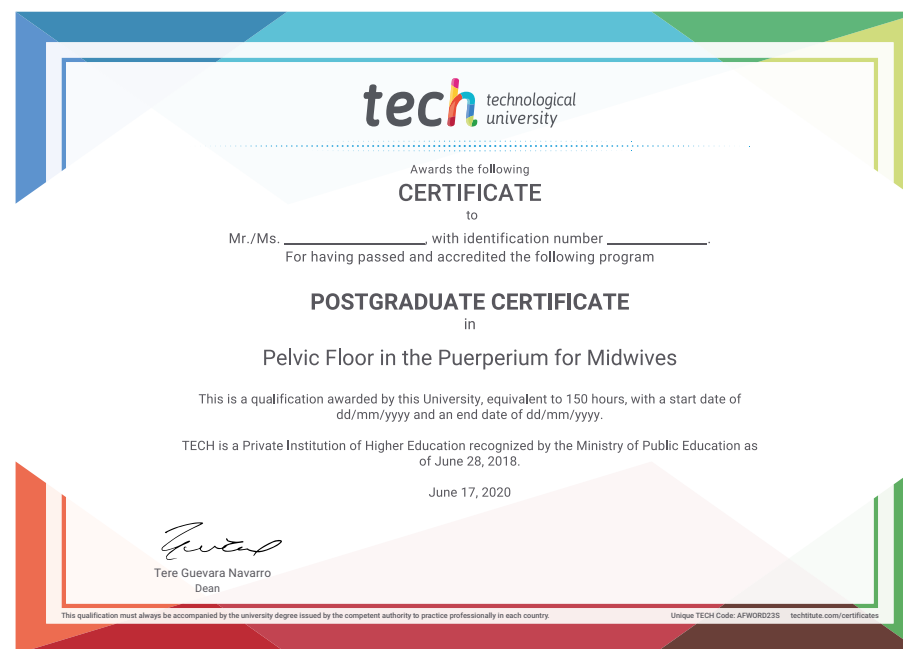 tech technological
university
Awards the following
CERTIFICATE
to
Mr./Ms. ____________________, with identification number ______________.
For having passed and accredited the following program
POSTGRADUATE CERTIFICATE
in
Pelvic Floor in the Puerperium for Midwives
This is a qualification awarded by this University, equivalent to 150 hours, with a start date of
dd/mm/yyyy and an end date of dd/mm/yyyy.
TECH is a Private Institution of Higher Education recognized by the Ministry of Public Education as
of June 28, 2018.
June 17, 2020
Tere Guevara Navarro
Dean
This qualification must always be accompanied by the university degree issued by the competent authority to practice professionally in each country. Unique TECH Code: AFWORD23S techtitute.com/certificates